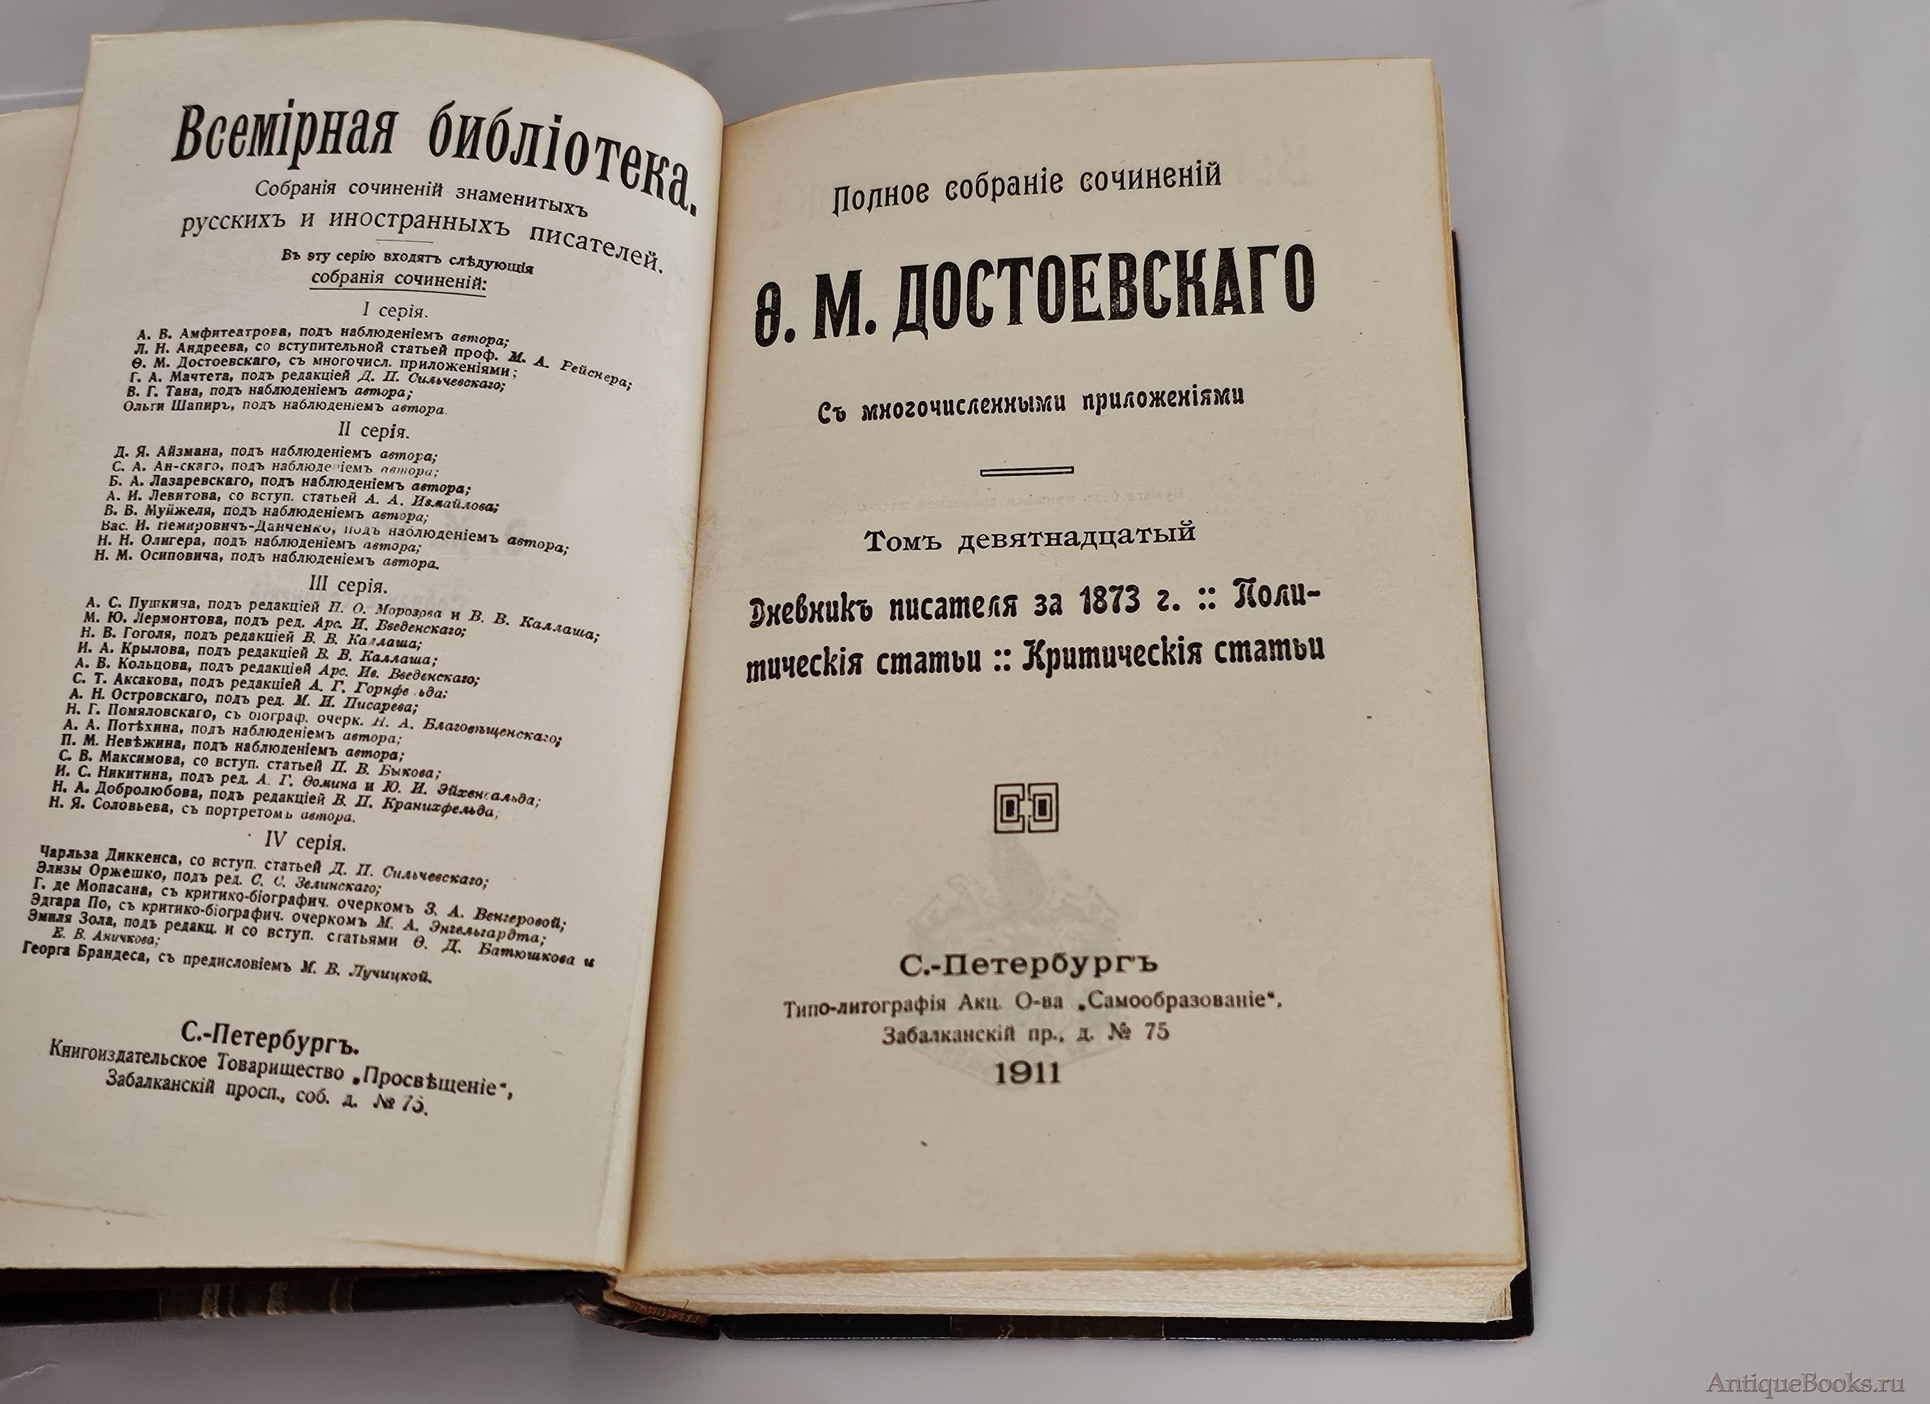 Всемірная библіотека.
Собранія сочиненій знаменитыхъ
русскихъ и иностранныхъ писателей.
Въ эту серію входятъ слѣдующія
собранія сочиненій:
I серія.
А. В. Амфитеатрова, подъ наблюденіемъ автора;
Л. Н. Андреева, со вступительной статьей проф. М. А. Рейснера;
Ѳ. М. Достоевскаго, съ многочисл. приложеніями;
Г. А. Мачтета, подъ редакціей Д. П. Сильчевскаго;
В. Г. Тана, подъ наблюденіемъ автора;
Ольги Шапиръ, подъ наблюденіемъ автора.
II серія.
Д. Я. Айзмана, подъ наблюденіемъ автора;
С. А. Ан-скаго, подъ наблюденіемъ автора;
Б. А. Лазаревскаго, подъ наблюденіемъ автора;
А. И. Левитова, со вступ. статьей А. А. Измайлова;
В. В. Муйжеля, подъ наблюденіемъ автора;
Вас. И. Немировичъ-Данченко, подъ наблюденіемъ автора;
Н. Н. Олигера, подъ наблюденіемъ автора;
Н. М. Осиповича, подъ наблюденіемъ автора.
III серія.
А. С. Пушкина, подъ редакціей П. О. Морозова и В. В. Каллаша;
М. Ю. Лермонтова, подъ ред. Арс. И. Введенскаго;
Н. В. Гоголя, подъ редакціей В. В. Каллаша;
И. А. Крылова, подъ редакціей В. В. Каллаша;
А. В. Кольцова, подъ редакціей Арс. Ив. Введенскаго;
С. Т. Аксакова, подъ редакціей А. Г. Горнфельда;
А. Н. Островскаго, подъ ред. М. И. Писарева;
Н. Г. Помяловскаго, съ біограф. очерк. Н. А. Благовѣщенскаго;
А. А. Потѣхина, подъ наблюденіемъ автора;
П. М. Невѣжина, подъ наблюденіемъ автора;
С. В. Максимова, со вступ. статьей П. В. Быкова;
И. С. Никитина, подъ ред. А. Г. Ѳомина и Ю. И. Эйхенвальда;
Н. А. Добролюбова, подъ редакціей В. П. Кранихфельда;
Н. Я. Соловьева, съ портретомъ автора.
IV серія.
Чарльза Диккенса, со вступ. статьей Д. П. Сильчевскаго;
Элизы Оржешко, подъ ред. С. С. Зелинскаго;
Г. де Мопасана, съ критико-біографич. очеркомъ З. А. Венгеровой;
Эдгара По, съ критико-біографич. очеркомъ М. А. Энгельгардта;
Эмиля Зола, подъ редакц. и со вступ. статьями Ѳ. Д. Батюшкова и
Е. В. Аничкова;
Георга Брандеса, съ предисловіемъ М. В. Лучицкой.
С.-Петербургъ.
Книгоиздательское Товарищество „Просвѣщеніе“,
Забалканскій просп., соб. д. № 75.
Полное собраніе сочиненій
Ѳ. М. ДОСТОЕВСКАГО
Съ многочисленными приложеніями
Томъ девятнадцатый
Дневникъ писателя за 1873 г. :: Поли-
тическія статьи :: Критическія статьи
С.-Петербургъ
Типо-литографія Акц. О-ва „Самообразованіе“.
Забалканскій пр., д. № 75
1911
AntiqueBooks.ru